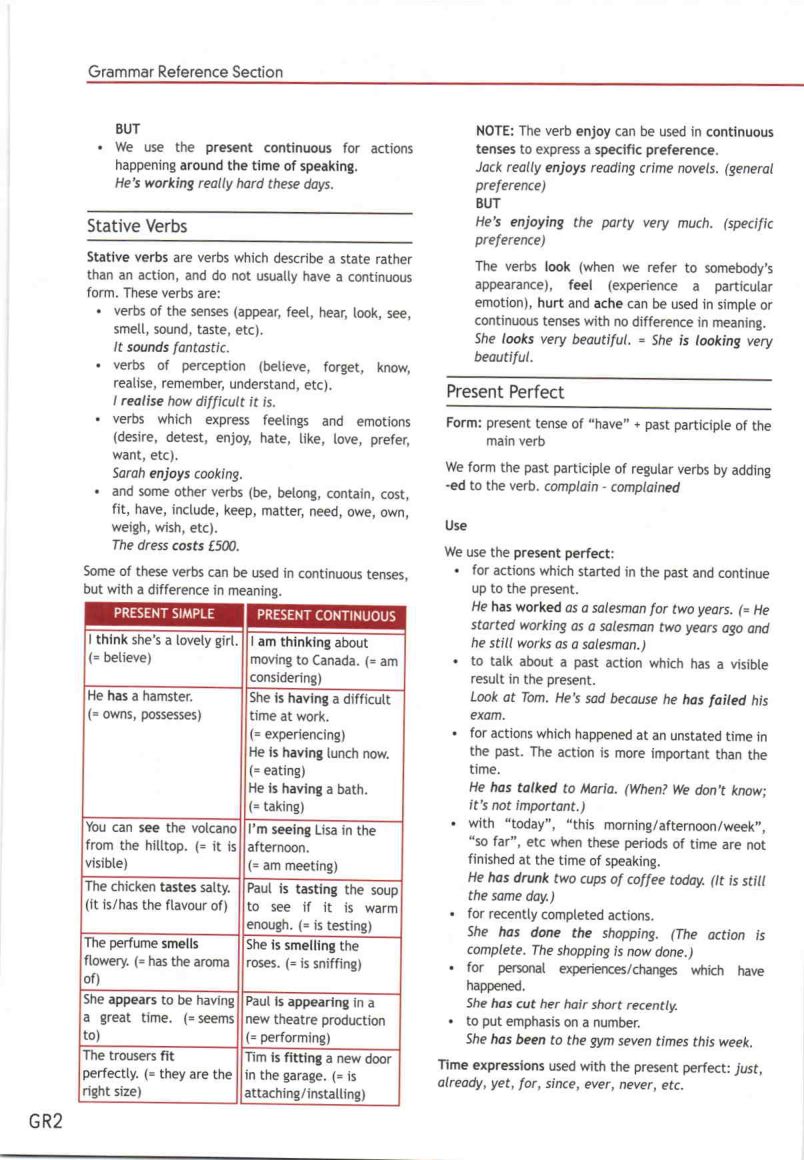 Grammar Reference Section
BUT
• We use the present continuous for actions
happening around the time of speaking.
He's working really hard these days.
Stative Verbs
Stative verbs are verbs which describe a state rather
than an action, and do not usually have a continuous
form. These verbs are:
• verbs of the senses (appear, feel, hear, look, see,
smell, sound, taste, etc).
It sounds fantastic.
• verbs of perception (believe, forget, know,
realise, remember, understand, etc).
I realise how difficult it is.
• verbs which express feelings and emotions
(desire, detest, enjoy, hate, like, love, prefer,
want, etc).
Sarah enjoys cooking.
• and some other verbs (be, belong, contain, cost,
fit, have, include, keep, matter, need, owe, own,
weigh, wish, etc).
The dress costs £500.
Some of these verbs can be used in continuous tenses,
but with a difference in meaning.
PRESENT SIMPLE
PRESENT CONTINUOUS
I think she's a lovely girl.
(= believe)
I am thinking about
moving to Canada. (= am
considering)
He has a hamster.
(= owns, possesses)
She is having a difficult
time at work.
(= experiencing)
He is having lunch now.
(= eating)
He is having a bath.
(= taking)
You can see the volcano
from the hilltop. (= it is
visible)
I'm seeing Lisa in the
afternoon.
(= am meeting)
The chicken tastes salty.
(it is/has the flavour of)
Paul is tasting the soup
to see if it is warm
enough. (= is testing)
The perfume smells
flowery. (= has the aroma
of)
She is smelling the
roses. (= is sniffing)
She appears to be having
a great time. (= seems
to)
Paul is appearing in a
new theatre production
(= performing)
The trousers fit
perfectly. (= they are the
right size)
Tim is fitting a new door
in the garage. (= is
attaching/installing)
NOTE: The verb enjoy can be used in continuous
tenses to express a specific preference.
Jack really enjoys reading crime novels. (general
preference)
BUT
He's enjoying the party very much. (specific
preference)
The verbs look (when we refer to somebody's
appearance), feel (experience a particular
emotion), hurt and ache can be used in simple or
continuous tenses with no difference in meaning.
She looks very beautiful. = She is looking very
beautiful.
Present Perfect
Form: present tense of "have" + past participle of the
main verb
We form the past participle of regular verbs by adding
-ed to the verb. complain - complained
Use
We use the present perfect:
• for actions which started in the past and continue
up to the present.
He has worked as a salesman for two years. (= He
started working as a salesman two years ago and
he still works as a salesman.)
• to talk about a past action which has a visible
result in the present.
Look at Tom. He's sad because he has failed his
exam.
• for actions which happened at an unstated time in
the past. The action is more important than the
time.
He has talked to Maria. (When? We don't know;
it's not important.)
• with "today", "this morning/afternoon/week",
"so far", etc when these periods of time are not
finished at the time of speaking.
He has drunk two cups of coffee today. (It is still
the same day.)
• for recently completed actions.
She has done the shopping. (The action is
complete. The shopping is now done.)
• for personal experiences/changes which have
happened.
She has cut her hair short recently.
• to put emphasis on a number.
She has been to the gym seven times this week.
Time expressions used with the present perfect: just,
already, yet, for, since, ever, never, etc.
GR2